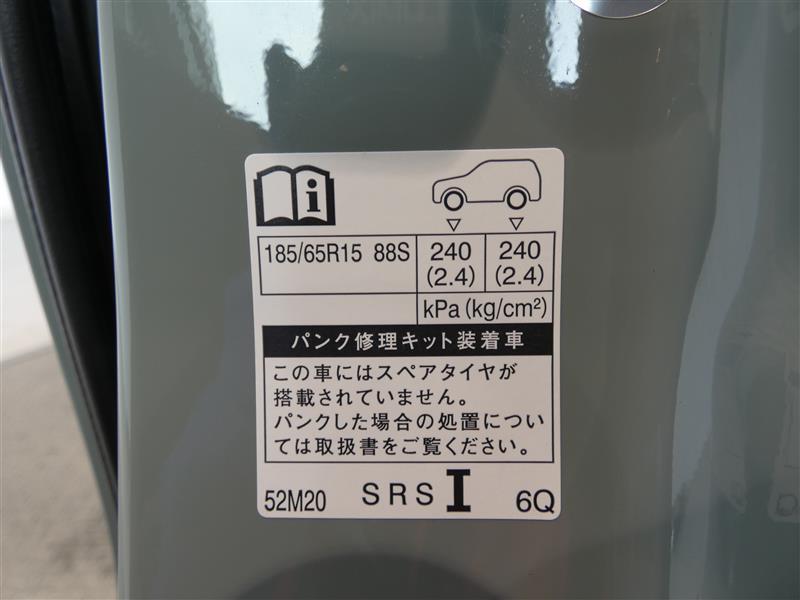 i
185/65R15 88S 240 240
(2.4) (2.4)
kPa (kg/cm²)
パンク修理キット装着車
この車にはスペアタイヤが
搭載されていません。
パンクした場合の処置につい
ては取扱書をご覧ください。
52M20 SRS I 6Q